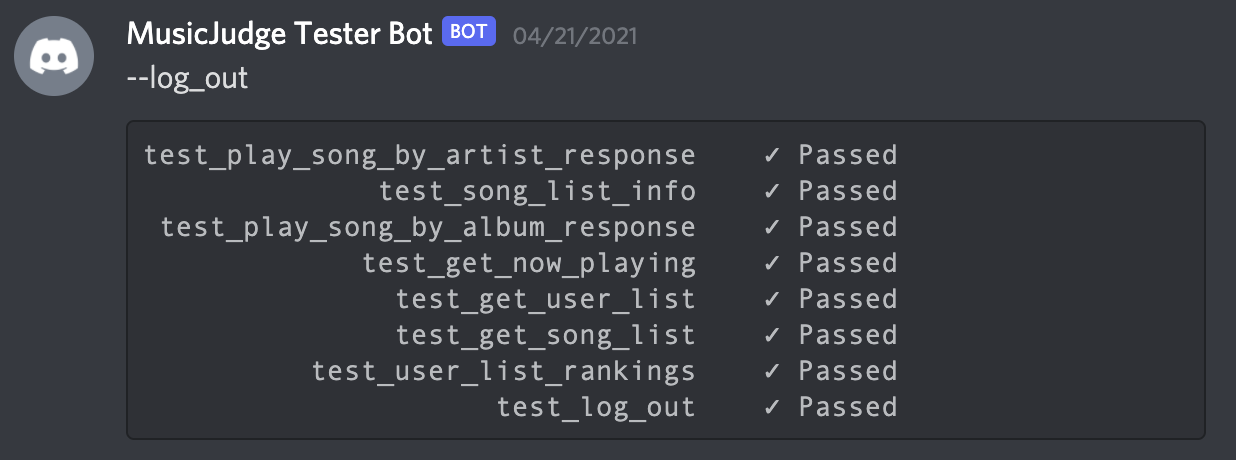 MusicJudge Tester Bot BOT 04/21/2021
--log_out
test_play_song_by_artist_response ✓ Passed
test_song_list_info ✓ Passed
test_play_song_by_album_response ✓ Passed
test_get_now_playing ✓ Passed
test_get_user_list ✓ Passed
test_get_song_list ✓ Passed
test_user_list_rankings ✓ Passed
test_log_out ✓ Passed